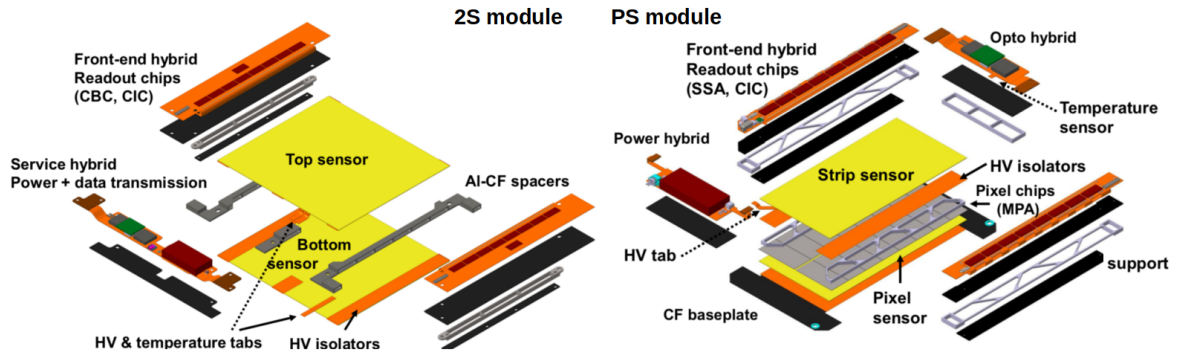 2S module
PS module
Front-end hybrid
Readout chips
(CBC, CIC)
Top sensor
Service hybrid
Power + data transmission
Al-CF spacers
Bottom
sensor
HV & temperature tabs
HV isolators
Front-end hybrid
Readout chips
(SSA, CIC)
Opto hybrid
Temperature
sensor
Power hybrid
Strip sensor
HV isolators
Pixel chips
(MPA)
HV tab
support
Pixel
sensor
CF baseplate